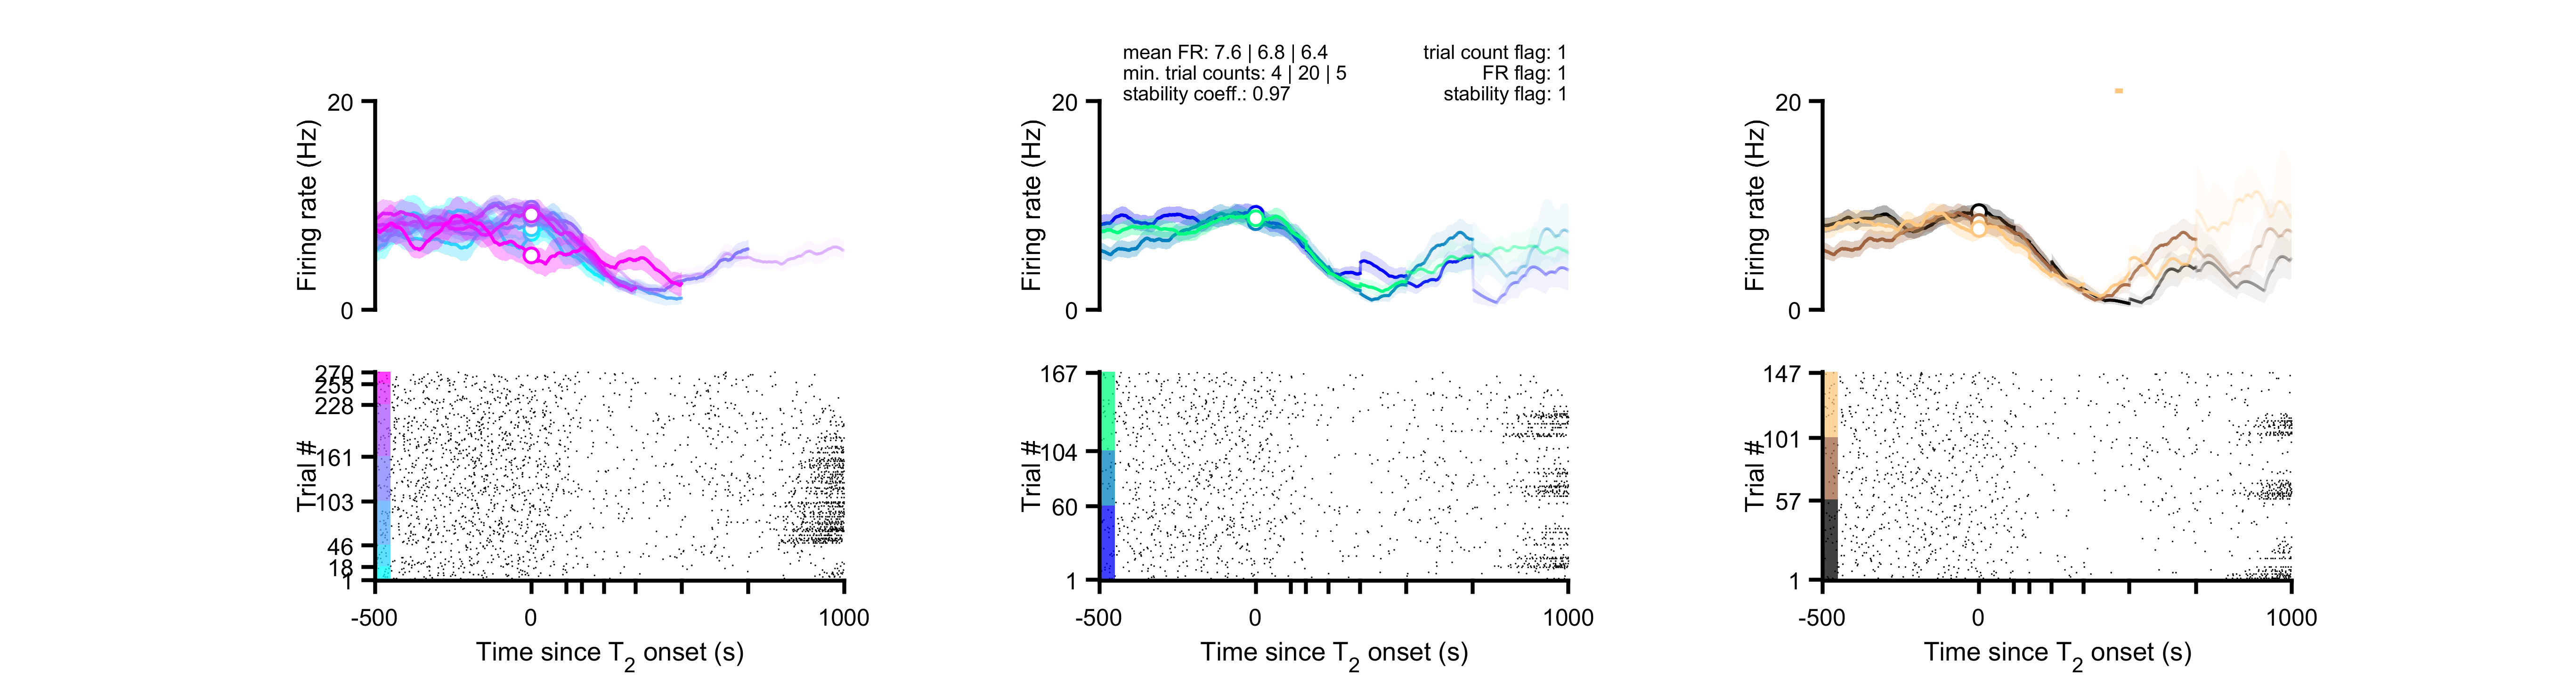 mean FR: 7.6 | 6.8 | 6.4
min. trial counts: 4 | 20 | 5
stability coeff.: 0.97
trial count flag: 1
FR flag: 1
stability flag: 1
20
Firing rate (Hz)
0
20
Firing rate (Hz)
0
20
Firing rate (Hz)
0
270
255
228
161
103
46
18
1
Trial #
-500
0
1000
Time since T2 onset (s)
167
104
60
1
Trial #
-500
0
1000
Time since T2 onset (s)
147
101
57
1
Trial #
-500
0
1000
Time since T2 onset (s)